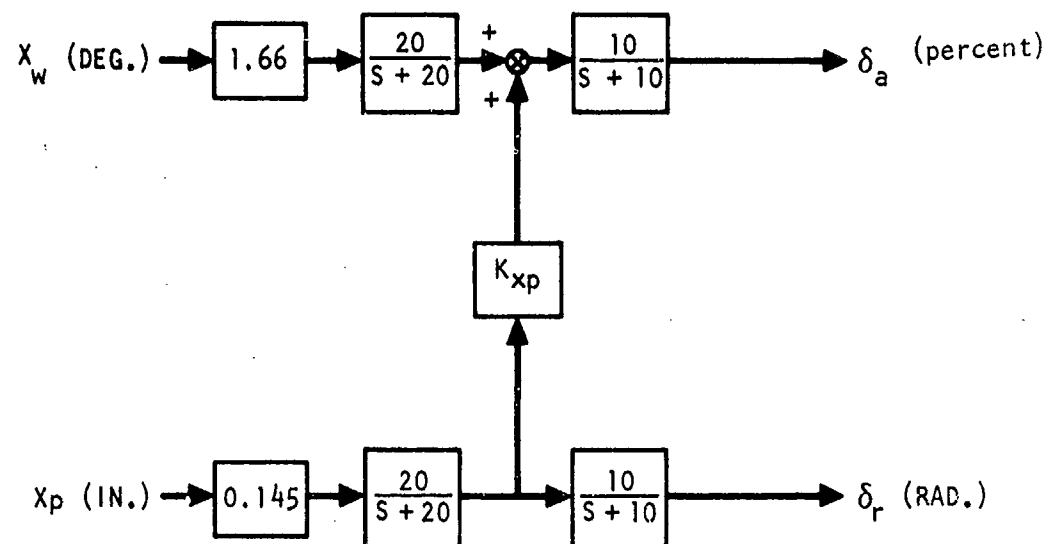 X_w (DEG.) 1.66 20 + 10 δ_a (percent)
S + 20 S + 10
+
K_xp
Xp (IN.) 0.145 20 10 δ_r (RAD.)
S + 20 S + 10